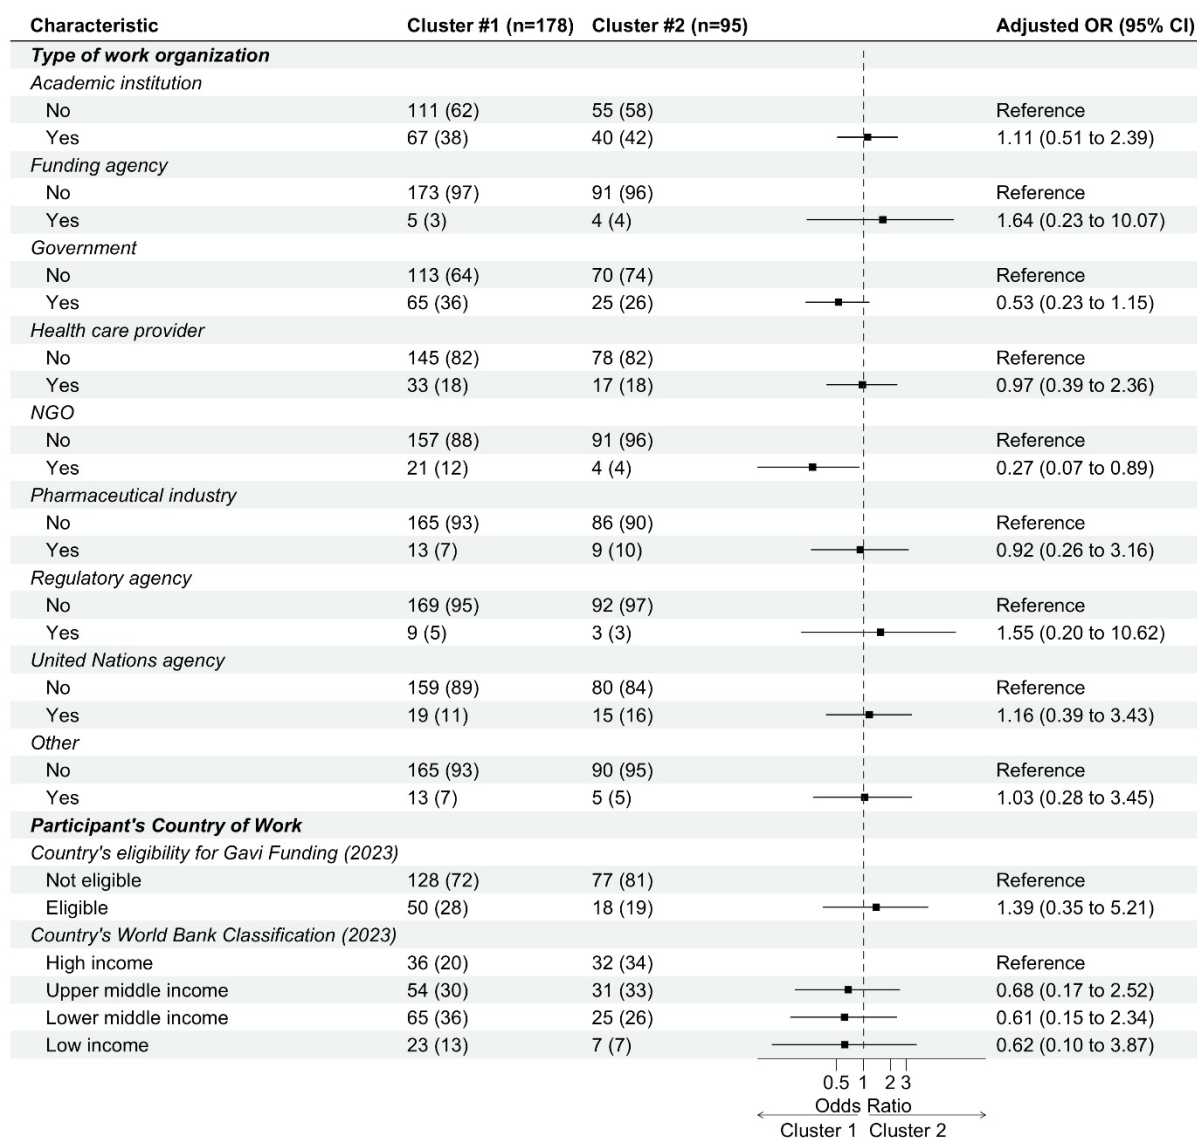 Characteristic Cluster #1 (n=178) Cluster #2 (n=95) Adjusted OR (95% CI)
Type of work organization
Academic institution
No 111 (62) 55 (58) Reference
Yes 67 (38) 40 (42) 1.11 (0.51 to 2.39)
Funding agency
No 173 (97) 91 (96) Reference
Yes 5 (3) 4 (4) 1.64 (0.23 to 10.07)
Government
No 113 (64) 70 (74) Reference
Yes 65 (36) 25 (26) 0.53 (0.23 to 1.15)
Health care provider
No 145 (82) 78 (82) Reference
Yes 33 (18) 17 (18) 0.97 (0.39 to 2.36)
NGO
No 157 (88) 91 (96) Reference
Yes 21 (12) 4 (4) 0.27 (0.07 to 0.89)
Pharmaceutical industry
No 165 (93) 86 (90) Reference
Yes 13 (7) 9 (10) 0.92 (0.26 to 3.16)
Regulatory agency
No 169 (95) 92 (97) Reference
Yes 9 (5) 3 (3) 1.55 (0.20 to 10.62)
United Nations agency
No 159 (89) 80 (84) Reference
Yes 19 (11) 15 (16) 1.16 (0.39 to 3.43)
Other
No 165 (93) 90 (95) Reference
Yes 13 (7) 5 (5) 1.03 (0.28 to 3.45)
Participant's Country of Work
Country's eligibility for Gavi Funding (2023)
Not eligible 128 (72) 77 (81) Reference
Eligible 50 (28) 18 (19) 1.39 (0.35 to 5.21)
Country's World Bank Classification (2023)
High income 36 (20) 32 (34) Reference
Upper middle income 54 (30) 31 (33) 0.68 (0.17 to 2.52)
Lower middle income 65 (36) 25 (26) 0.61 (0.15 to 2.34)
Low income 23 (13) 7 (7) 0.62 (0.10 to 3.87)
0.5 1 2 3
Odds Ratio
Cluster 1 Cluster 2